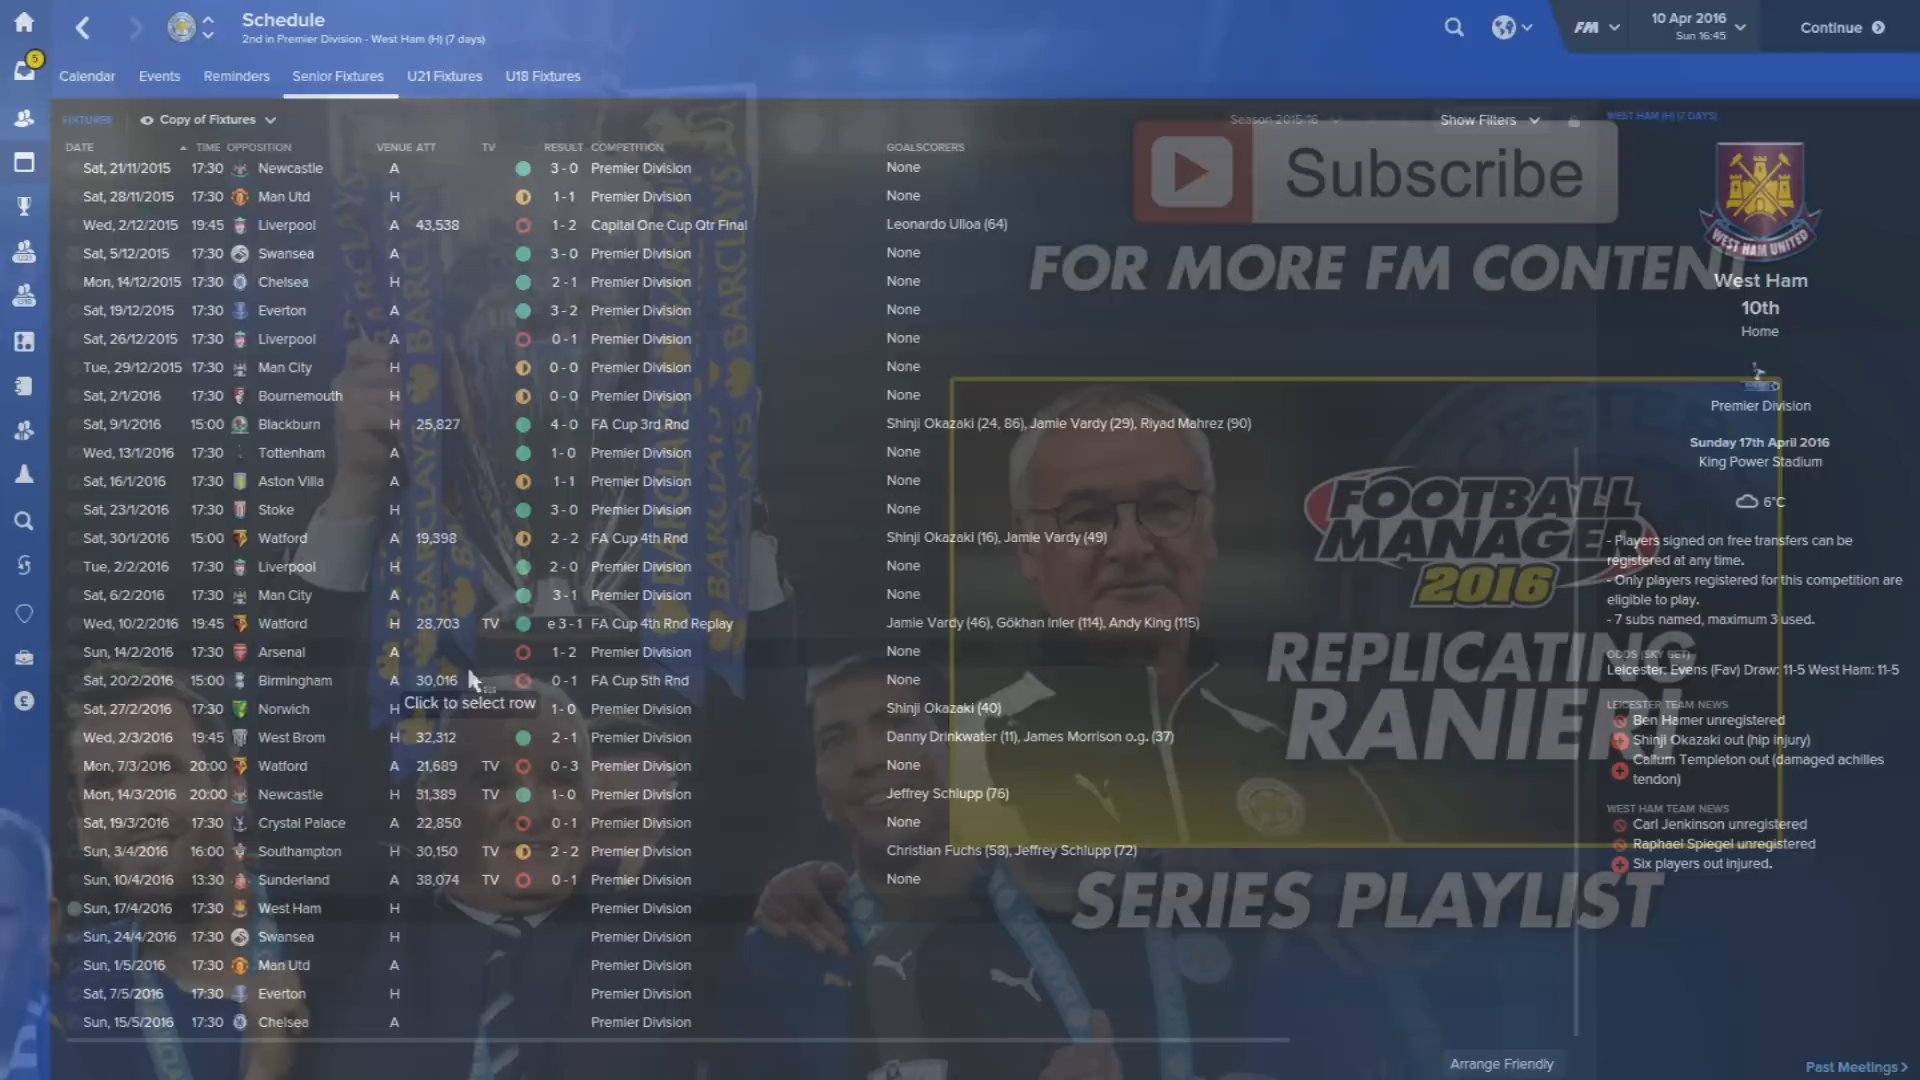 Schedule
2nd in Premier Division - West Ham (H) (7 days)
5
FM
10 Apr 2016
Sun 16:45
Continue
Calendar Events Reminders Senior Fixtures U21 Fixtures U18 Fixtures
FIXTURES Copy of Fixtures Season 2015/16 Show Filters
DATE TIME OPPOSITION VENUE ATT TV RESULT COMPETITION GOALSCORERS
Sat, 21/11/2015 17:30 Newcastle A 3 - 0 Premier Division None
Sat, 28/11/2015 17:30 Man Utd H 1 - 1 Premier Division None
Wed, 2/12/2015 19:45 Liverpool A 43,538 1 - 2 Capital One Cup Qtr Final Leonardo Ulloa (64)
Sat, 5/12/2015 17:30 Swansea A 3 - 0 Premier Division None
Mon, 14/12/2015 17:30 Chelsea H 2 - 1 Premier Division None
Sat, 19/12/2015 17:30 Everton A 3 - 2 Premier Division None
Sat, 26/12/2015 17:30 Liverpool A 0 - 1 Premier Division None
Tue, 29/12/2015 17:30 Man City H 0 - 0 Premier Division None
Sat, 2/1/2016 17:30 Bournemouth H 0 - 0 Premier Division None
Sat, 9/1/2016 15:00 Blackburn H 25,827 4 - 0 FA Cup 3rd Rnd Shinji Okazaki (24, 86), Jamie Vardy (29), Riyad Mahrez (90)
Wed, 13/1/2016 17:30 Tottenham A 1 - 0 Premier Division None
Sat, 16/1/2016 17:30 Aston Villa A 1 - 1 Premier Division None
Sat, 23/1/2016 17:30 Stoke H 3 - 0 Premier Division None
Sat, 30/1/2016 15:00 Watford A 19,398 2 - 2 FA Cup 4th Rnd Shinji Okazaki (16), Jamie Vardy (49)
Tue, 2/2/2016 17:30 Liverpool H 2 - 0 Premier Division None
Sat, 6/2/2016 17:30 Man City A 3 - 1 Premier Division None
Wed, 10/2/2016 19:45 Watford H 28,703 TV e 3 - 1 FA Cup 4th Rnd Replay Jamie Vardy (46), Gökhan Inler (114), Andy King (115)
Sun, 14/2/2016 17:30 Arsenal A 1 - 2 Premier Division None
Sat, 20/2/2016 15:00 Birmingham A 30,016 0 - 1 FA Cup 5th Rnd None
Click to select row
Sat, 27/2/2016 17:30 Norwich H 1 - 0 Premier Division Shinji Okazaki (40)
Wed, 2/3/2016 19:45 West Brom H 32,312 2 - 1 Premier Division Danny Drinkwater (11), James Morrison o.g. (37)
Mon, 7/3/2016 20:00 Watford A 21,689 TV 0 - 3 Premier Division None
Mon, 14/3/2016 20:00 Newcastle H 31,389 TV 1 - 0 Premier Division Jeffrey Schlupp (76)
Sat, 19/3/2016 17:30 Crystal Palace A 22,850 0 - 1 Premier Division None
Sun, 3/4/2016 16:00 Southampton H 30,150 TV 2 - 2 Premier Division Christian Fuchs (58), Jeffrey Schlupp (72)
Sun, 10/4/2016 13:30 Sunderland A 38,074 TV 0 - 1 Premier Division None
Sun, 17/4/2016 17:30 West Ham H Premier Division
Sun, 24/4/2016 17:30 Swansea H Premier Division
Sun, 1/5/2016 17:30 Man Utd A Premier Division
Sat, 7/5/2016 17:30 Everton H Premier Division
Sun, 15/5/2016 17:30 Chelsea A Premier Division
Subscribe
FOR MORE FM CONTENT
FOOTBALL
MANAGER
2016
REPLICATING
RANIERI
SERIES PLAYLIST
WEST HAM (H) (7 DAYS)
WEST HAM UNITED
West Ham
10th
Home
Premier Division
Sunday 17th April 2016
King Power Stadium
6°C
- Players signed on free transfers can be
registered at any time.
- Only players registered for this competition are
eligible to play.
- 7 subs named, maximum 3 used.
ODDS (SKY BET)
Leicester: Evens (Fav) Draw: 11-5 West Ham: 11-5
LEICESTER TEAM NEWS
Ben Hamer unregistered
Shinji Okazaki out (hip injury)
Callum Templeton out (damaged achilles
tendon)
WEST HAM TEAM NEWS
Carl Jenkinson unregistered
Raphael Spiegel unregistered
Six players out injured.
Arrange Friendly
Past Meetings >
BARCLAYS
BARCLAYS
BARCLAYS
BARCLAYS